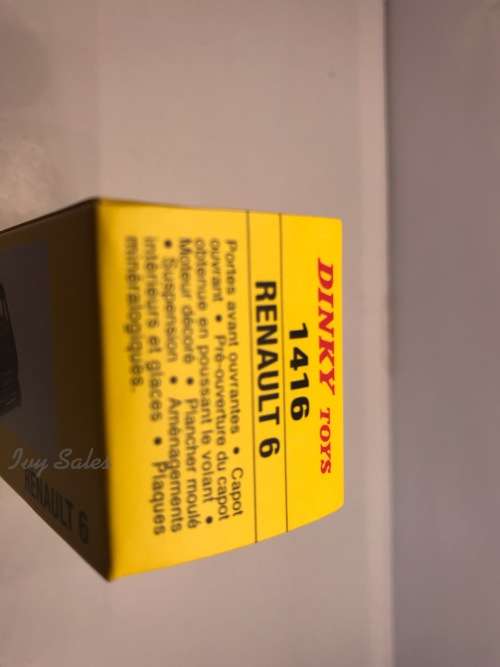 DINKY TOYS
1416
RENAULT 6
Portes avant ouvrantes • Capot
ouvrant • Pré-ouverture du capot
obtenue en poussant le volant •
Moteur décoré • Plancher moulé
• Suspension • Aménagements
intérieurs et glaces • Plaques
minéralogiques.
RENAULT 6
Ivy Sales